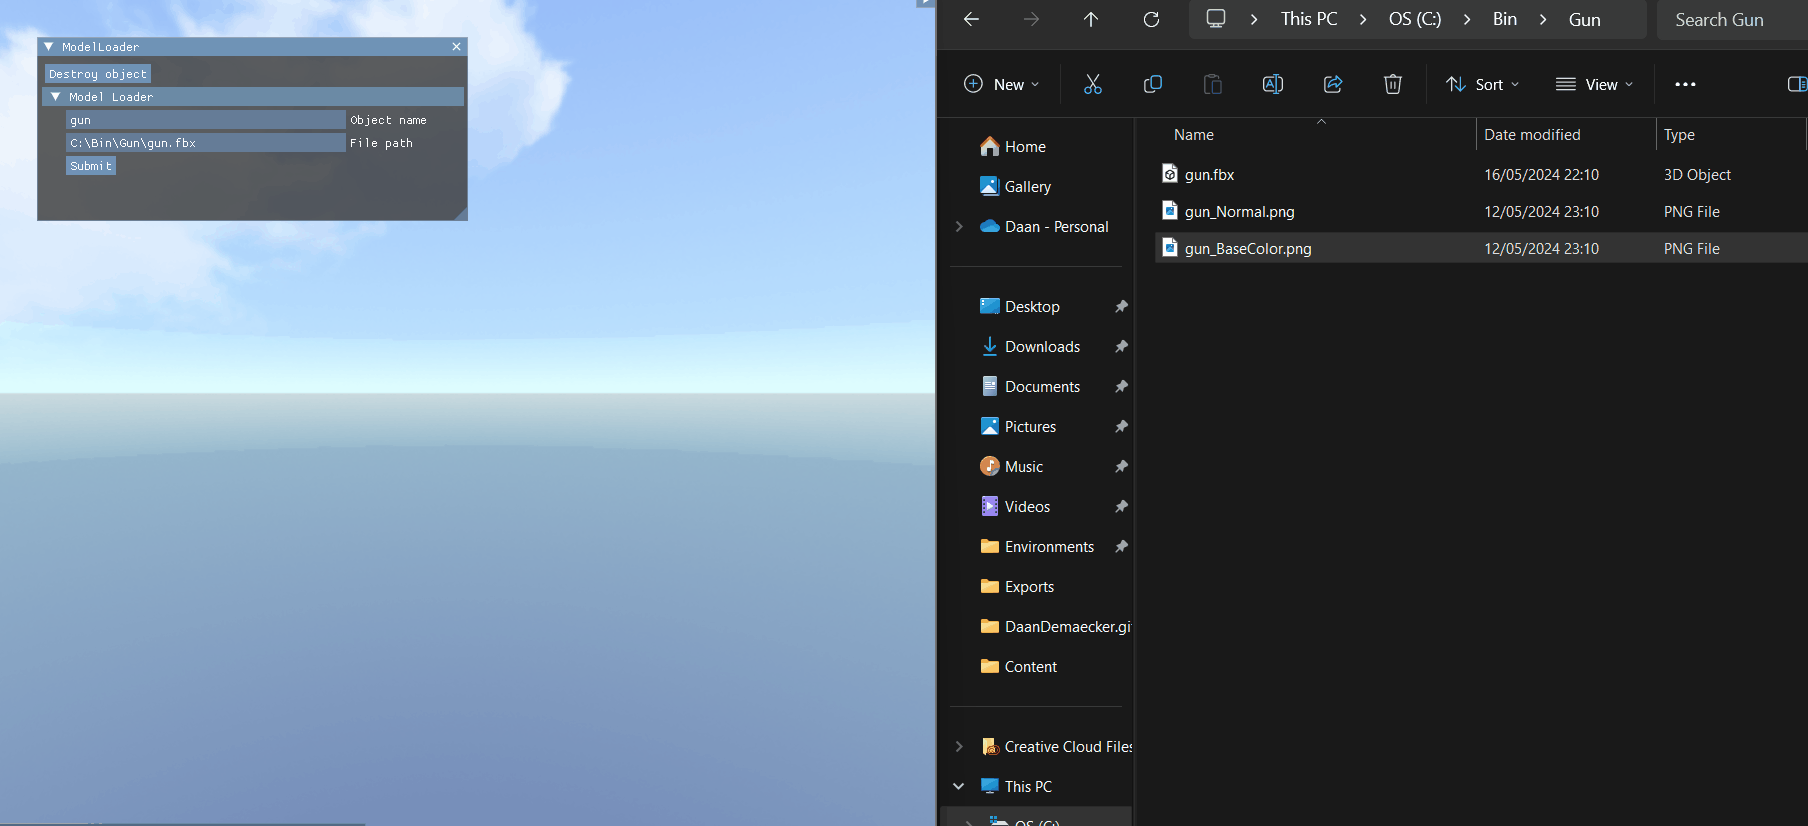 ModelLoader
Destroy object
Model Loader
gun Object name
C:\Bin\Gun\gun.fbx File path
Submit
This PC OS (C:) Bin Gun
Search Gun
New
Sort
View
Name Date modified Type
gun.fbx 16/05/2024 22:10 3D Object
gun_Normal.png 12/05/2024 23:10 PNG File
gun_BaseColor.png 12/05/2024 23:10 PNG File
Home
Gallery
Daan - Personal
Desktop
Downloads
Documents
Pictures
Music
Videos
Environments
Exports
DaanDemaecker.gi
Content
Creative Cloud Files
This PC
OS (C:)